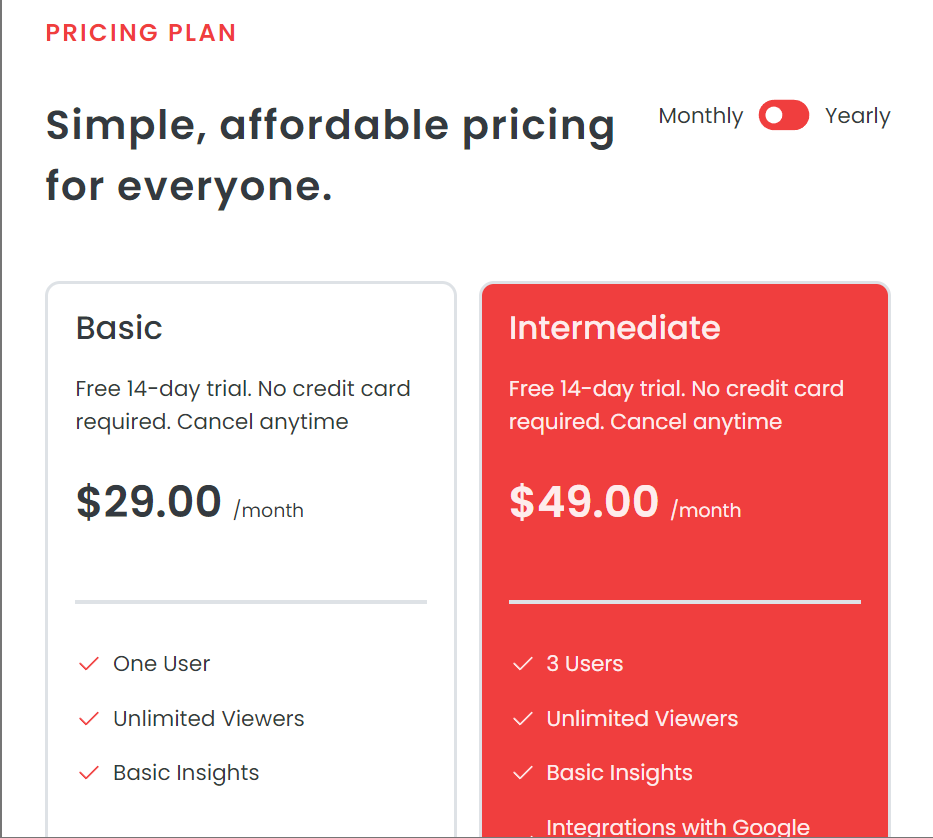 PRICING PLAN
Simple, affordable pricing
for everyone.
Monthly
Yearly
Basic
Free 14-day trial. No credit card
required. Cancel anytime
$29.00 /month
One User
Unlimited Viewers
Basic Insights
Intermediate
Free 14-day trial. No credit card
required. Cancel anytime
$49.00 /month
3 Users
Unlimited Viewers
Basic Insights
Integrations with Google